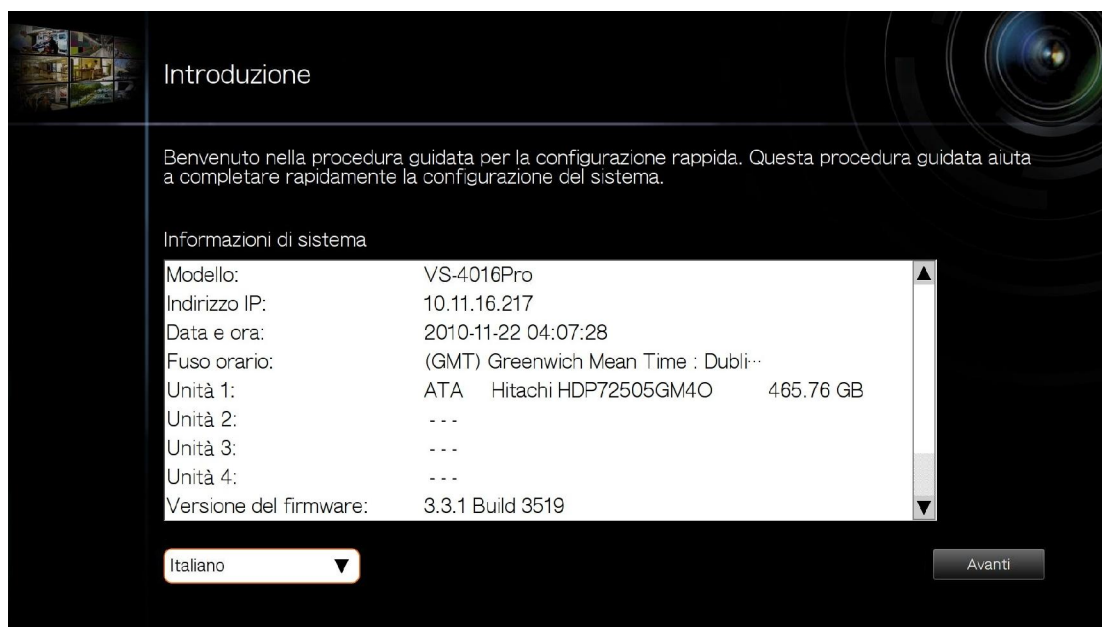 Introduzione
Benvenuto nella procedura guidata per la configurazione rappida. Questa procedura guidata aiuta
a completare rapidamente la configurazione del sistema.
Informazioni di sistema
Modello: VS-4016Pro
Indirizzo IP: 10.11.16.217
Data e ora: 2010-11-22 04:07:28
Fuso orario: (GMT) Greenwich Mean Time : Dubli...
Unità 1: ATA Hitachi HDP72505GM4O 465.76 GB
Unità 2: ---
Unità 3: ---
Unità 4: ---
Versione del firmware: 3.3.1 Build 3519
Italiano
Avanti